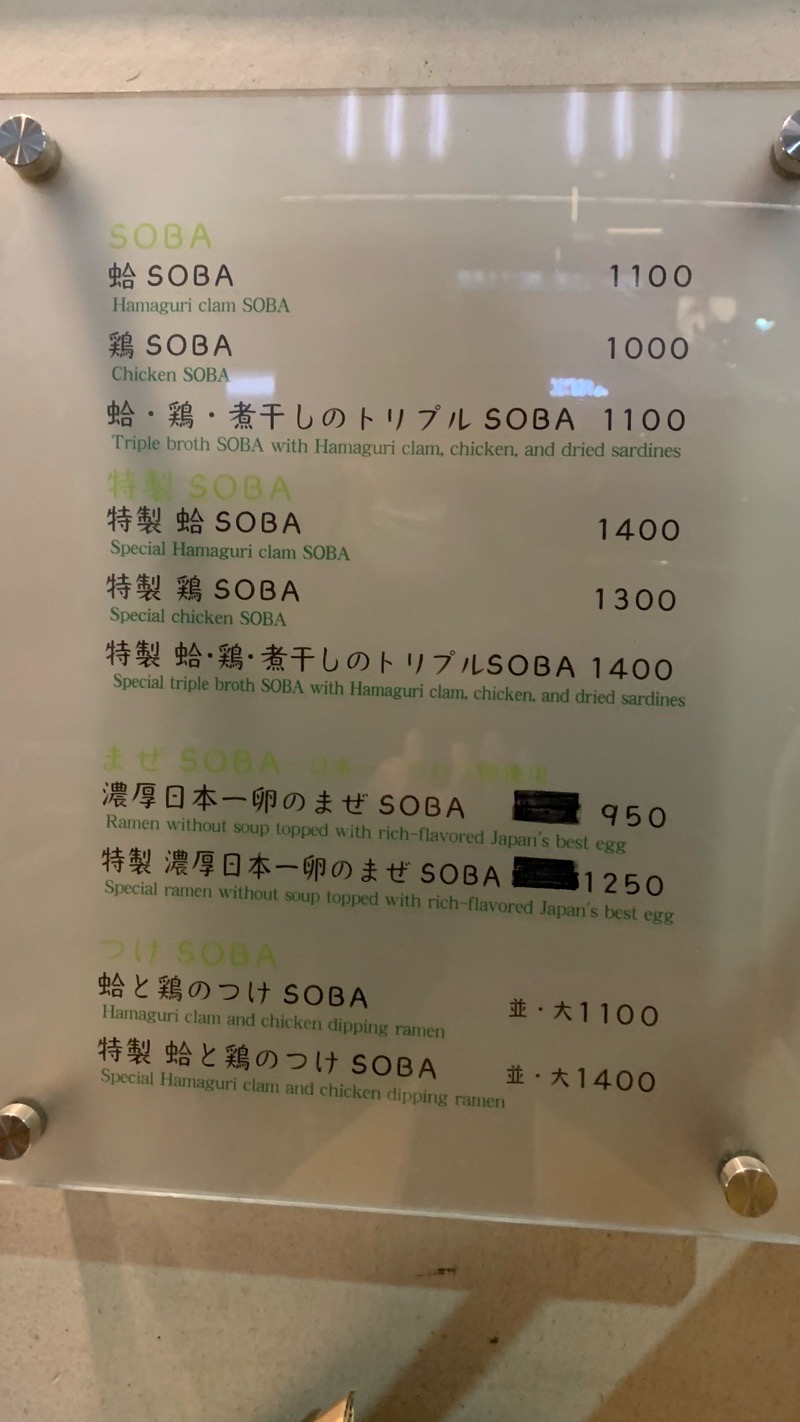 SOBA
蛤 SOBA 1100
Hamaguri clam SOBA
鶏 SOBA 1000
Chicken SOBA
蛤・鶏・煮干しのトリプル SOBA 1100
Triple broth SOBA with Hamaguri clam, chicken, and dried sardines
特製 SOBA
特製 蛤 SOBA 1400
Special Hamaguri clam SOBA
特製 鶏 SOBA 1300
Special chicken SOBA
特製 蛤・鶏・煮干しのトリプルSOBA 1400
Special triple broth SOBA with Hamaguri clam, chicken, and dried sardines
まぜ SOBA
濃厚日本一卵のまぜ SOBA 950
Ramen without soup topped with rich-flavored Japan's best egg
特製 濃厚日本一卵のまぜ SOBA 1250
Special ramen without soup topped with rich-flavored Japan's best egg
つけ SOBA
蛤と鶏のつけ SOBA 並・大1100
Hamaguri clam and chicken dipping ramen
特製 蛤と鶏のつけ SOBA 並・大1400
Special Hamaguri clam and chicken dipping ramen